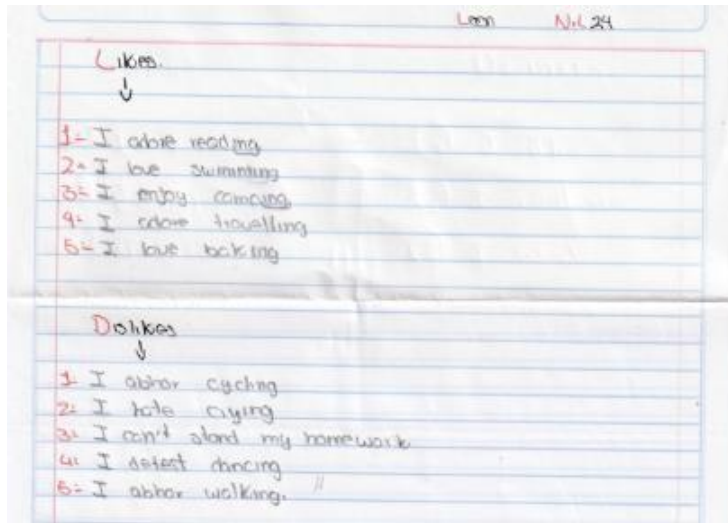 Leon N:L 24
Likes.
1- I adore reading
2- I love swimming
3- I enjoy camping
4- I adore travelling
5- I love baking
Dislikes
1- I abhor cycling
2- I hate crying
3- I can't stand my homework
4- I detest dancing
5- I abhor walking.